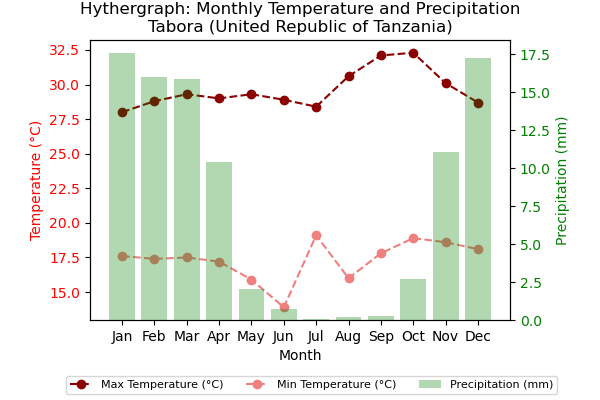 Hythergraph: Monthly Temperature and Precipitation
Tabora (United Republic of Tanzania)
Temperature (°C)
32.5
30.0
27.5
25.0
22.5
20.0
17.5
15.0
17.5
15.0
12.5
10.0
7.5
5.0
2.5
0.0
Precipitation (mm)
Jan Feb Mar Apr May Jun Jul Aug Sep Oct Nov Dec
Month
Max Temperature (°C) Min Temperature (°C) Precipitation (mm)